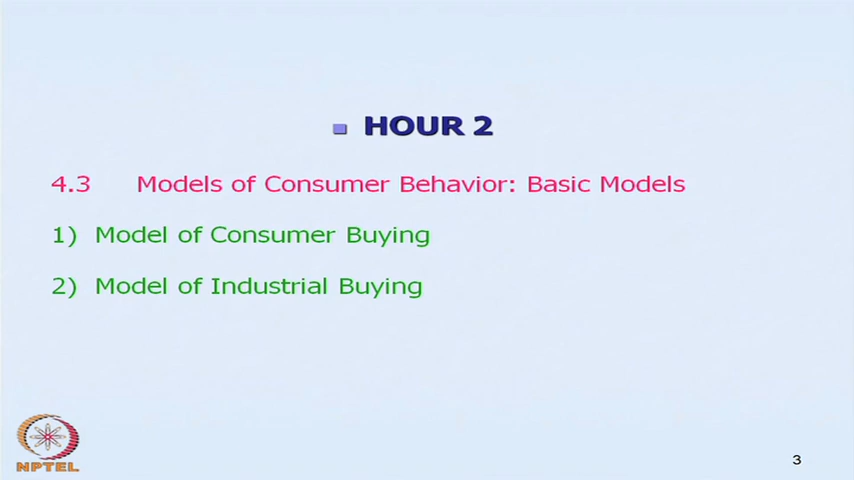 HOUR 2
4.3 Models of Consumer Behavior: Basic Models
1) Model of Consumer Buying
2) Model of Industrial Buying
NPTEL
3